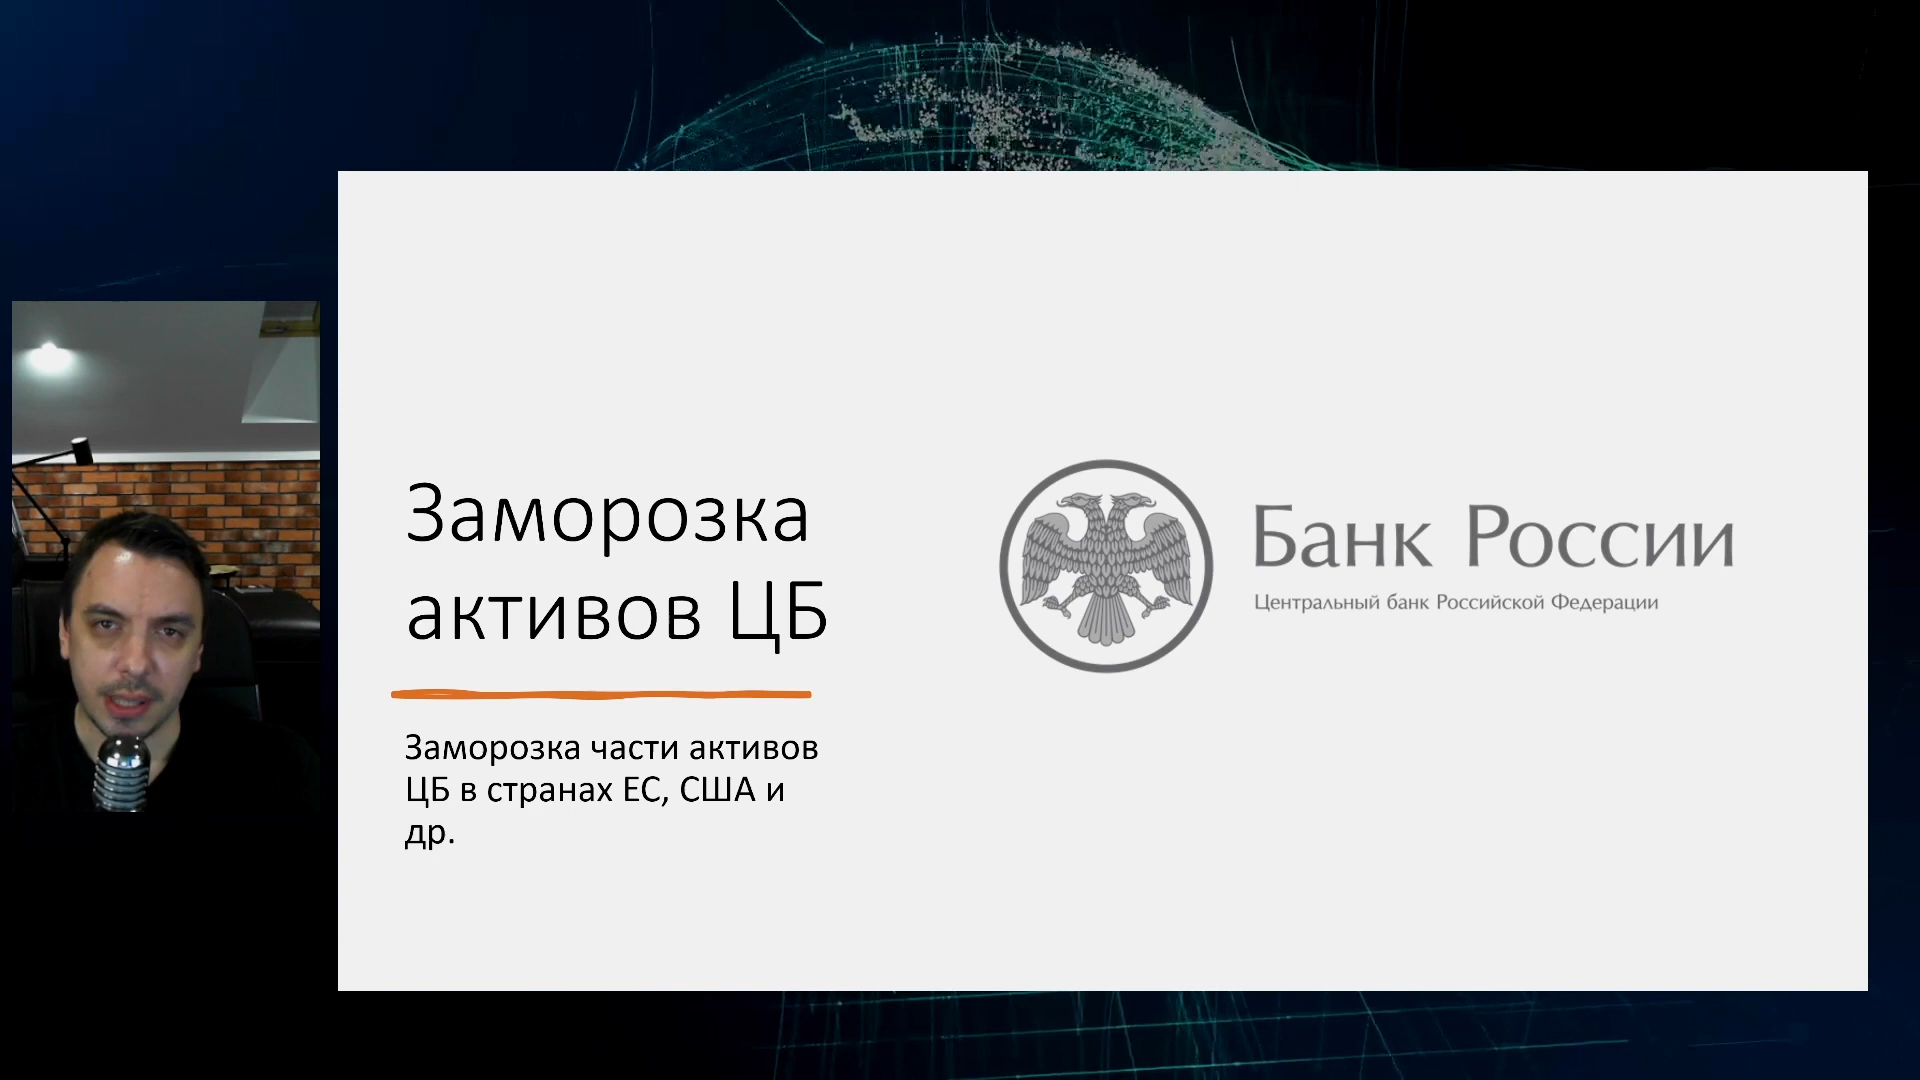 Заморозка
активов ЦБ
Заморозка части активов
ЦБ в странах ЕС, США и
др.
Банк России
Центральный банк Российской Федерации